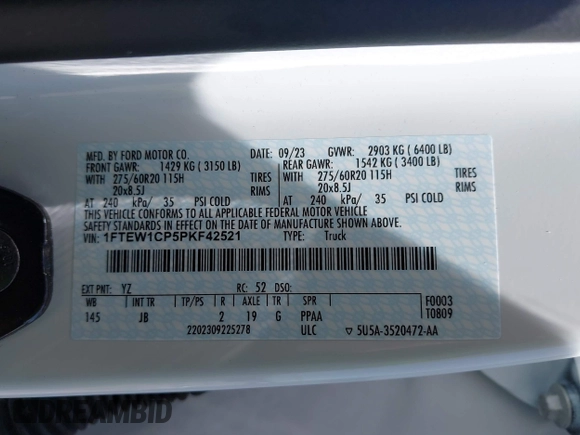 MFD. BY FORD MOTOR CO. DATE: 09/23 GVWR: 2903 KG ( 6400 LB)
FRONT GAWR: 1429 KG ( 3150 LB) REAR GAWR: 1542 KG ( 3400 LB)
WITH 275/60R20 115H TIRES WITH 275/60R20 115H TIRES
20x8.5J RIMS 20x8.5J RIMS
AT 240 kPa/ 35 PSI COLD AT 240 kPa/ 35 PSI COLD
THIS VEHICLE CONFORMS TO ALL APPLICABLE FEDERAL MOTOR VEHICLE
SAFETY STANDARDS IN EFFECT ON THE DATE OF MANUFACTURE SHOWN ABOVE.
VIN: 1FTEW1CP5PKF42521 TYPE: Truck
EXT PNT: YZ RC: 52 DSO:
WB INT TR TP/PS R AXLE TR SPR F0003
145 JB 2 19 G PPAA T0809
2202309225278 ULC ▽ 5U5A-3520472-AA
DREAMBID